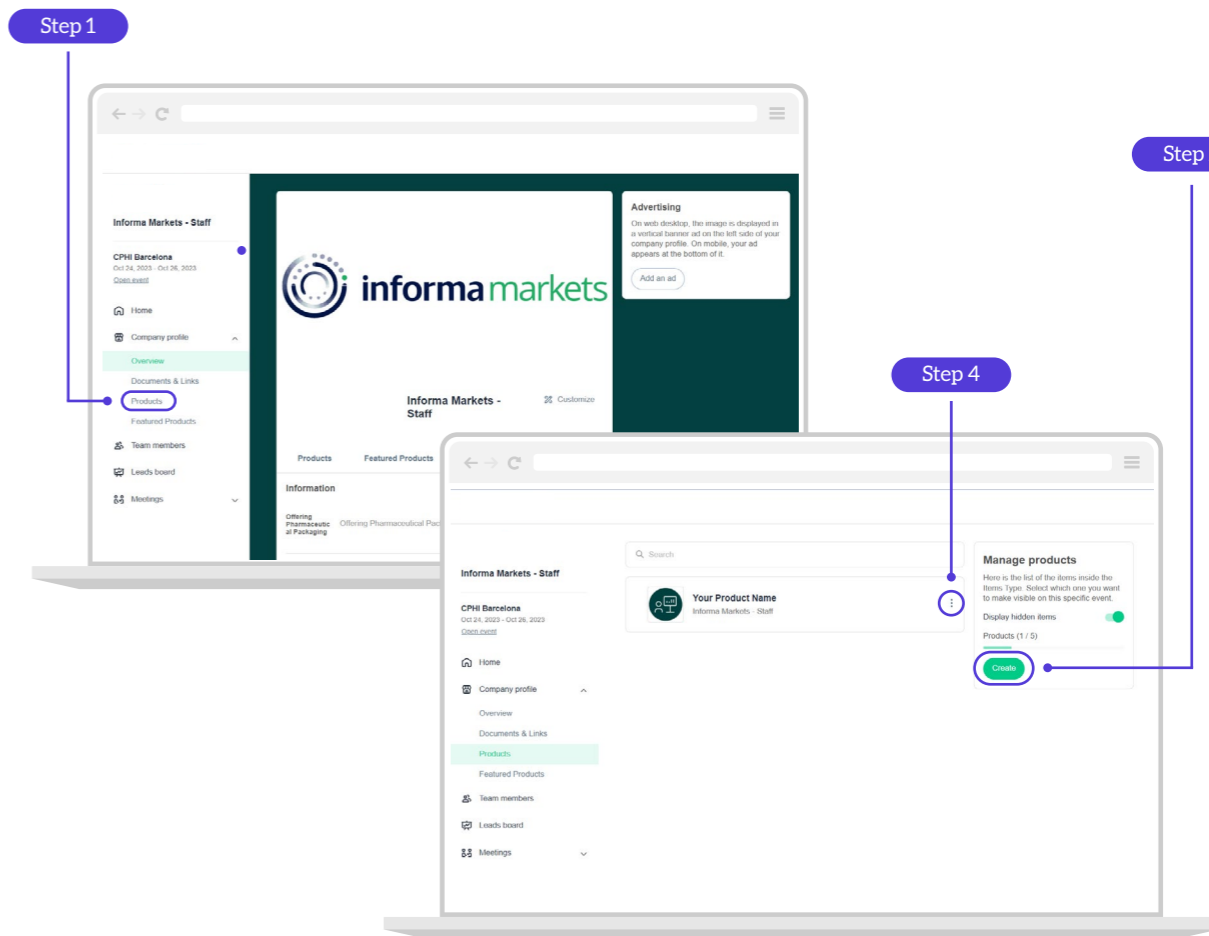 Step 1
Step
Informa Markets - Staff
CPHI Barcelona
Oct 24, 2023 - Oct 26, 2023
Open event
Home
Company profile
Overview
Documents & Links
Products
Featured Products
Team members
Leads board
Meetings
informa markets
Informa Markets -
Staff
Customize
Products
Featured Products
Information
Offering
Pharmaceutic
al Packaging
Offering Pharmaceutical Pac
Advertising
On web desktop, the image is displayed in
a vertical banner ad on the left side of your
company profile. On mobile, your ad
appears at the bottom of it.
Add an ad
Step 4
Informa Markets - Staff
CPHI Barcelona
Oct 24, 2023 - Oct 26, 2023
Open event
Home
Company profile
Overview
Documents & Links
Products
Featured Products
Team members
Leads board
Meetings
Search
Your Product Name
Informa Markets - Staff
Manage products
Here is the list of the items inside the
Items Type. Select which one you want
to make visible on this specific event.
Display hidden items
Products (1 / 5)
Create